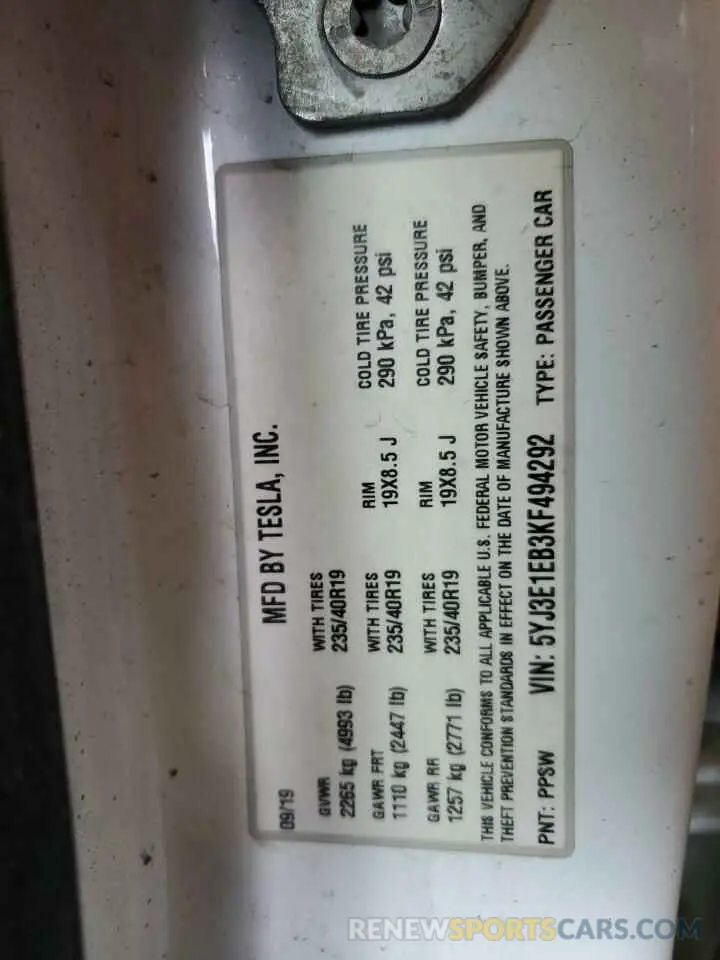 09/19 MFD BY TESLA, INC.
GVWR WITH TIRES
2265 kg (4993 lb) 235/40R19
GAWR FRT WITH TIRES RIM COLD TIRE PRESSURE
1110 kg (2447 lb) 235/40R19 19X8.5 J 290 kPa, 42 psi
GAWR RR WITH TIRES RIM COLD TIRE PRESSURE
1257 kg (2771 lb) 235/40R19 19X8.5 J 290 kPa, 42 psi
THIS VEHICLE CONFORMS TO ALL APPLICABLE U.S. FEDERAL MOTOR VEHICLE SAFETY, BUMPER, AND
THEFT PREVENTION STANDARDS IN EFFECT ON THE DATE OF MANUFACTURE SHOWN ABOVE.
PNT: PPSW VIN: 5YJ3E1EB3KF494292 TYPE: PASSENGER CAR
RENEWSPORTSCARS.COM